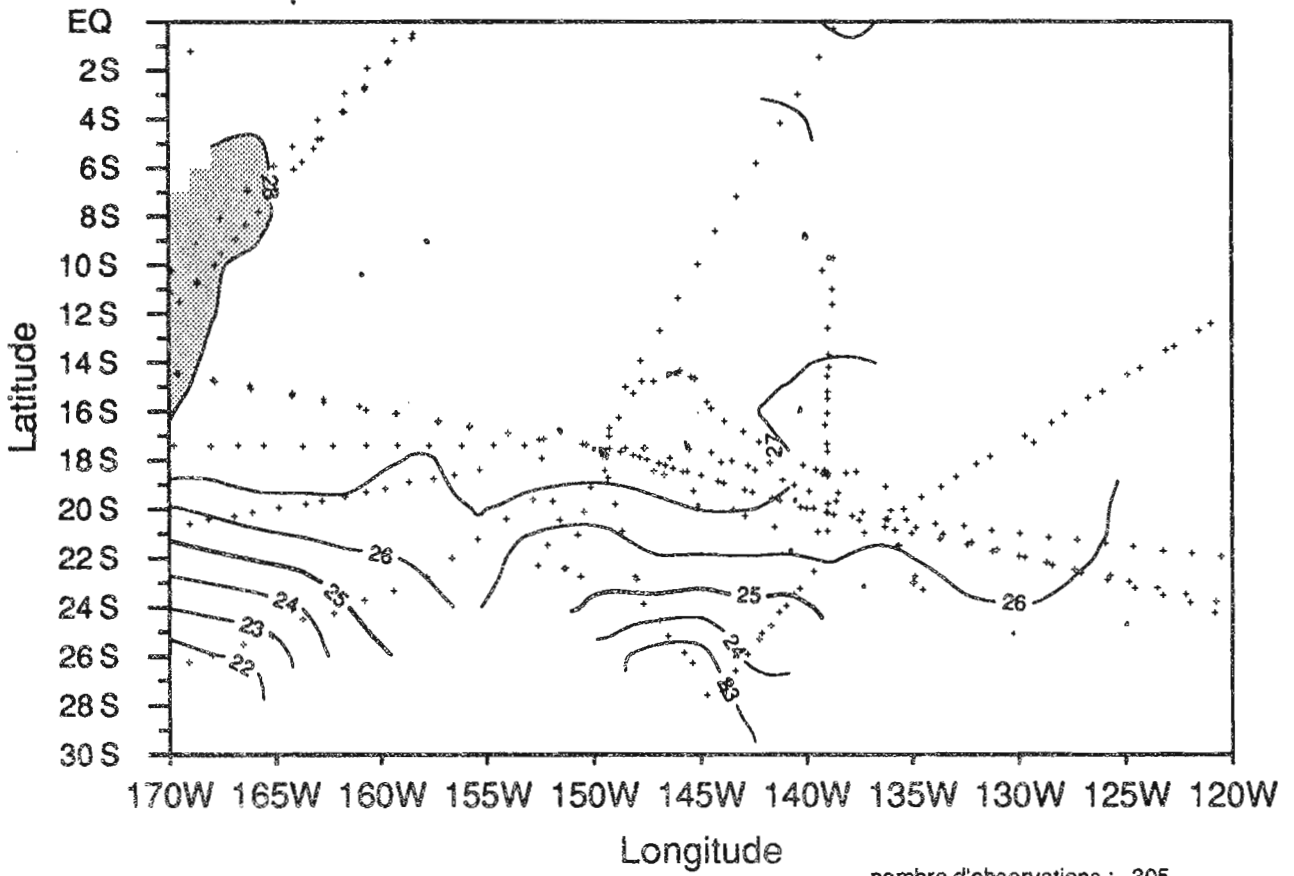 EQ
2S
4S
6S
8S
10S
12S
14S
16S
18S
20S
22S
24S
26S
28S
30S
Latitude
28
27
26
25
24
23
22
25
24
23
26
170W 165W 160W 155W 150W 145W 140W 135W 130W 125W 120W
Longitude
nombre d'observations : 305